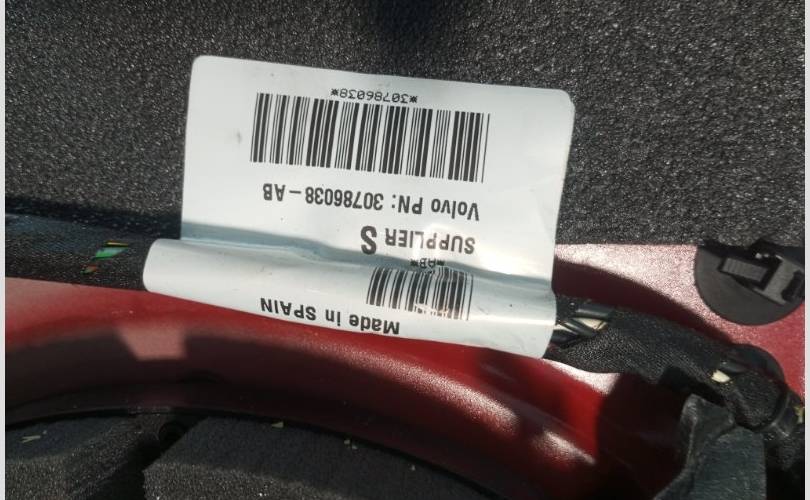 Made in SPAIN
*AB*
SUPPLIER S
Volvo PN: 30786038-AB
*30786038*